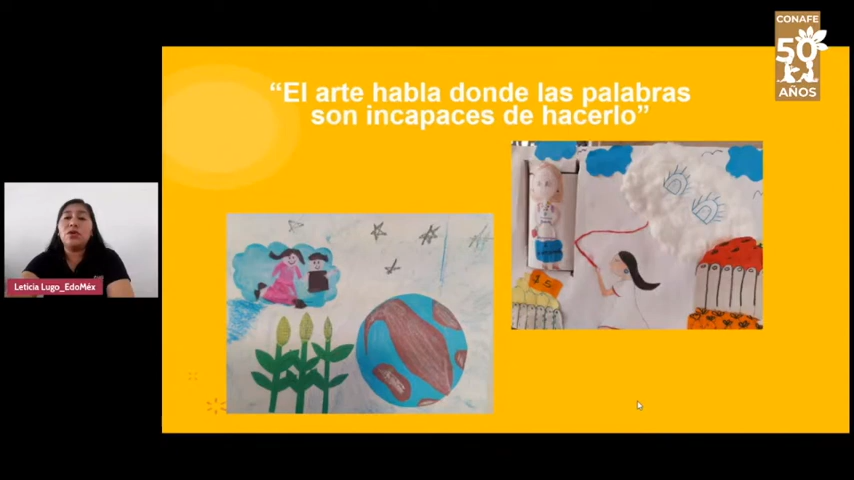 CONAFE
50
AÑOS
“El arte habla donde las palabras
son incapaces de hacerlo”
Leticia Lugo_EdoMéx